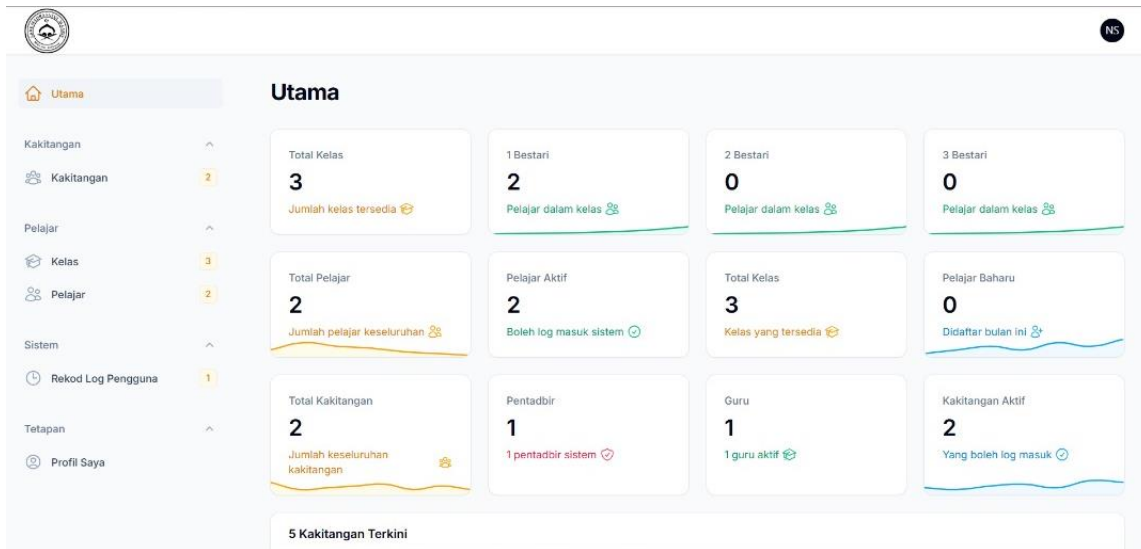 NS
Utama
Kakitangan
Kakitangan 2
Pelajar
Kelas 3
Pelajar 2
Sistem
Rekod Log Pengguna 1
Tetapan
Profil Saya
Utama
Total Kelas
3
Jumlah kelas tersedia
1 Bestari
2
Pelajar dalam kelas
2 Bestari
0
Pelajar dalam kelas
3 Bestari
0
Pelajar dalam kelas
Total Pelajar
2
Jumlah pelajar keseluruhan
Pelajar Aktif
2
Boleh log masuk sistem
Total Kelas
3
Kelas yang tersedia
Pelajar Baharu
0
Didaftar bulan ini
Total Kakitangan
2
Jumlah keseluruhan
kakitangan
Pentadbir
1
1 pentadbir sistem
Guru
1
1 guru aktif
Kakitangan Aktif
2
Yang boleh log masuk
5 Kakitangan Terkini